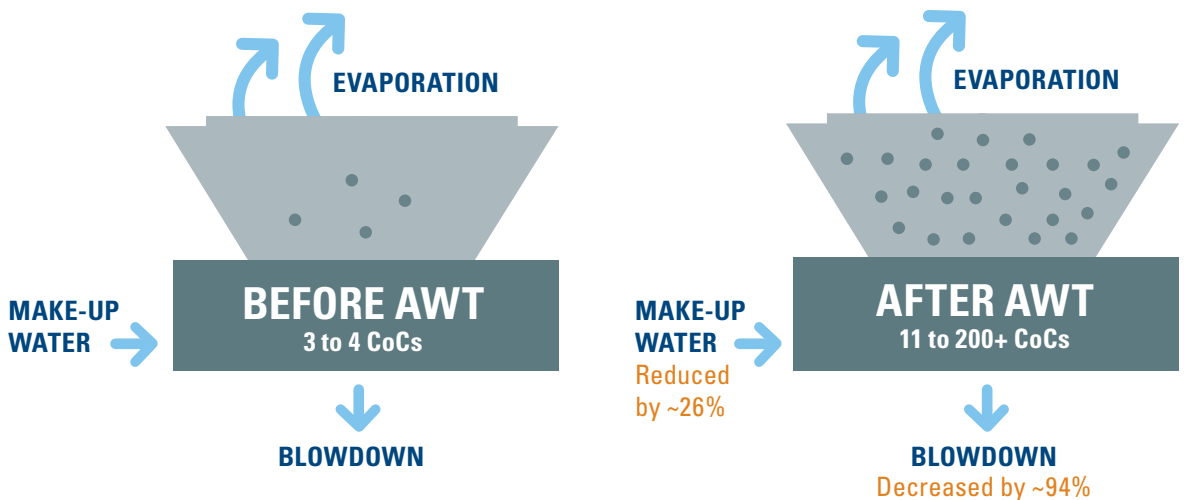 EVAPORATION
BEFORE AWT
3 to 4 CoCs
MAKE-UP
WATER
BLOWDOWN
EVAPORATION
AFTER AWT
11 to 200+ CoCs
MAKE-UP
WATER
Reduced
by ~26%
BLOWDOWN
Decreased by ~94%